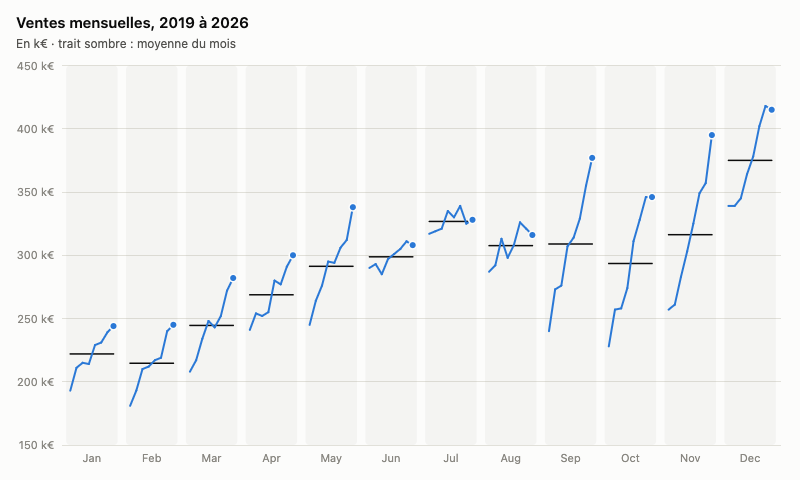 Ventes mensuelles, 2019 à 2026
En k€ · trait sombre : moyenne du mois
450 k€
400 k€
350 k€
300 k€
250 k€
200 k€
150 k€
Jan Feb Mar Apr May Jun Jul Aug Sep Oct Nov Dec